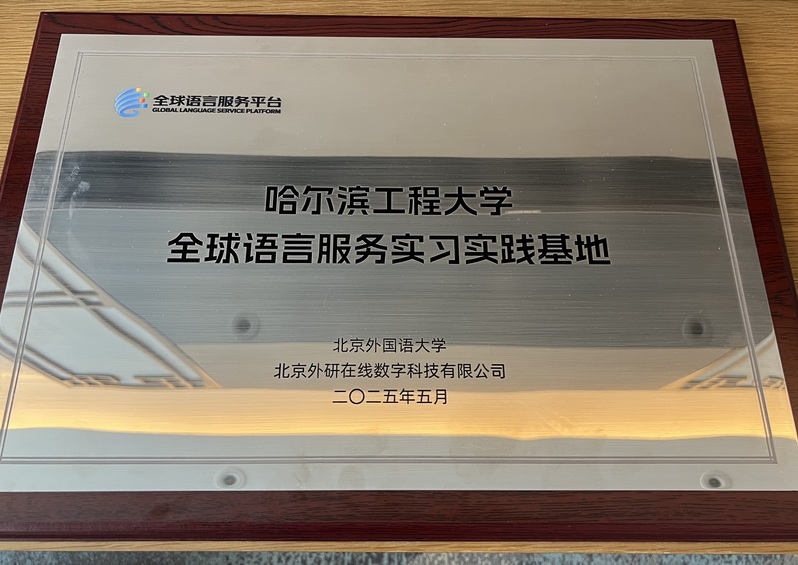 全球语言服务平台
GLOBAL LANGUAGE SERVICE PLATFORM
哈尔滨工程大学
全球语言服务实习实践基地
北京外国语大学
北京外研在线数字科技有限公司
二〇二五年五月